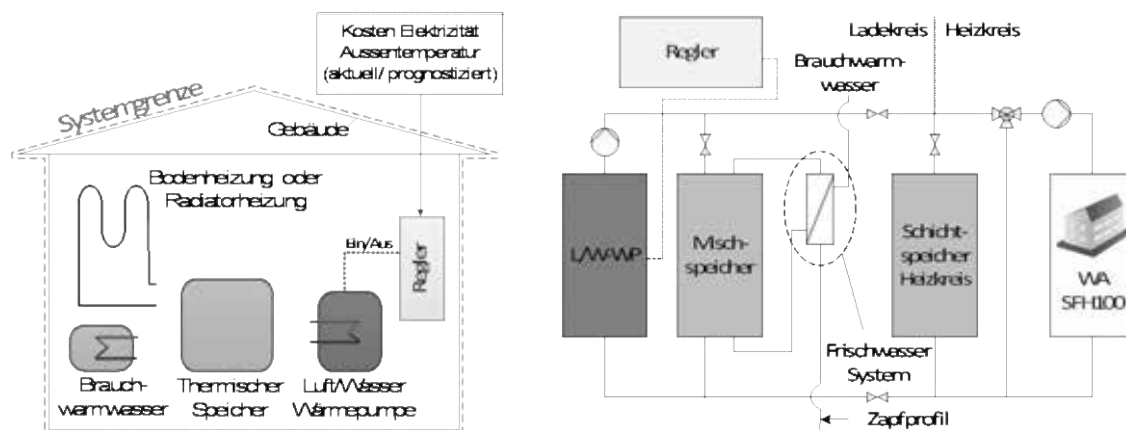 Kosten Elektrizität
Aussentemperatur
(aktuell/prognostiziert)
Systemgrenze
Gebäude
Bodenheizung oder
Radiatorheizung
Ein/Aus
Regler
Brauch-
warmwasser
Thermischer
Speicher
Luft/Wasser
Wärmepumpe
Regler
Ladekreis
Heizkreis
Brauchwarm-
wasser
L/W-WP
Misch-
speicher
Schicht-
speicher
Heizkreis
WA
SFH100
Frischwasser
System
Zapfprofil